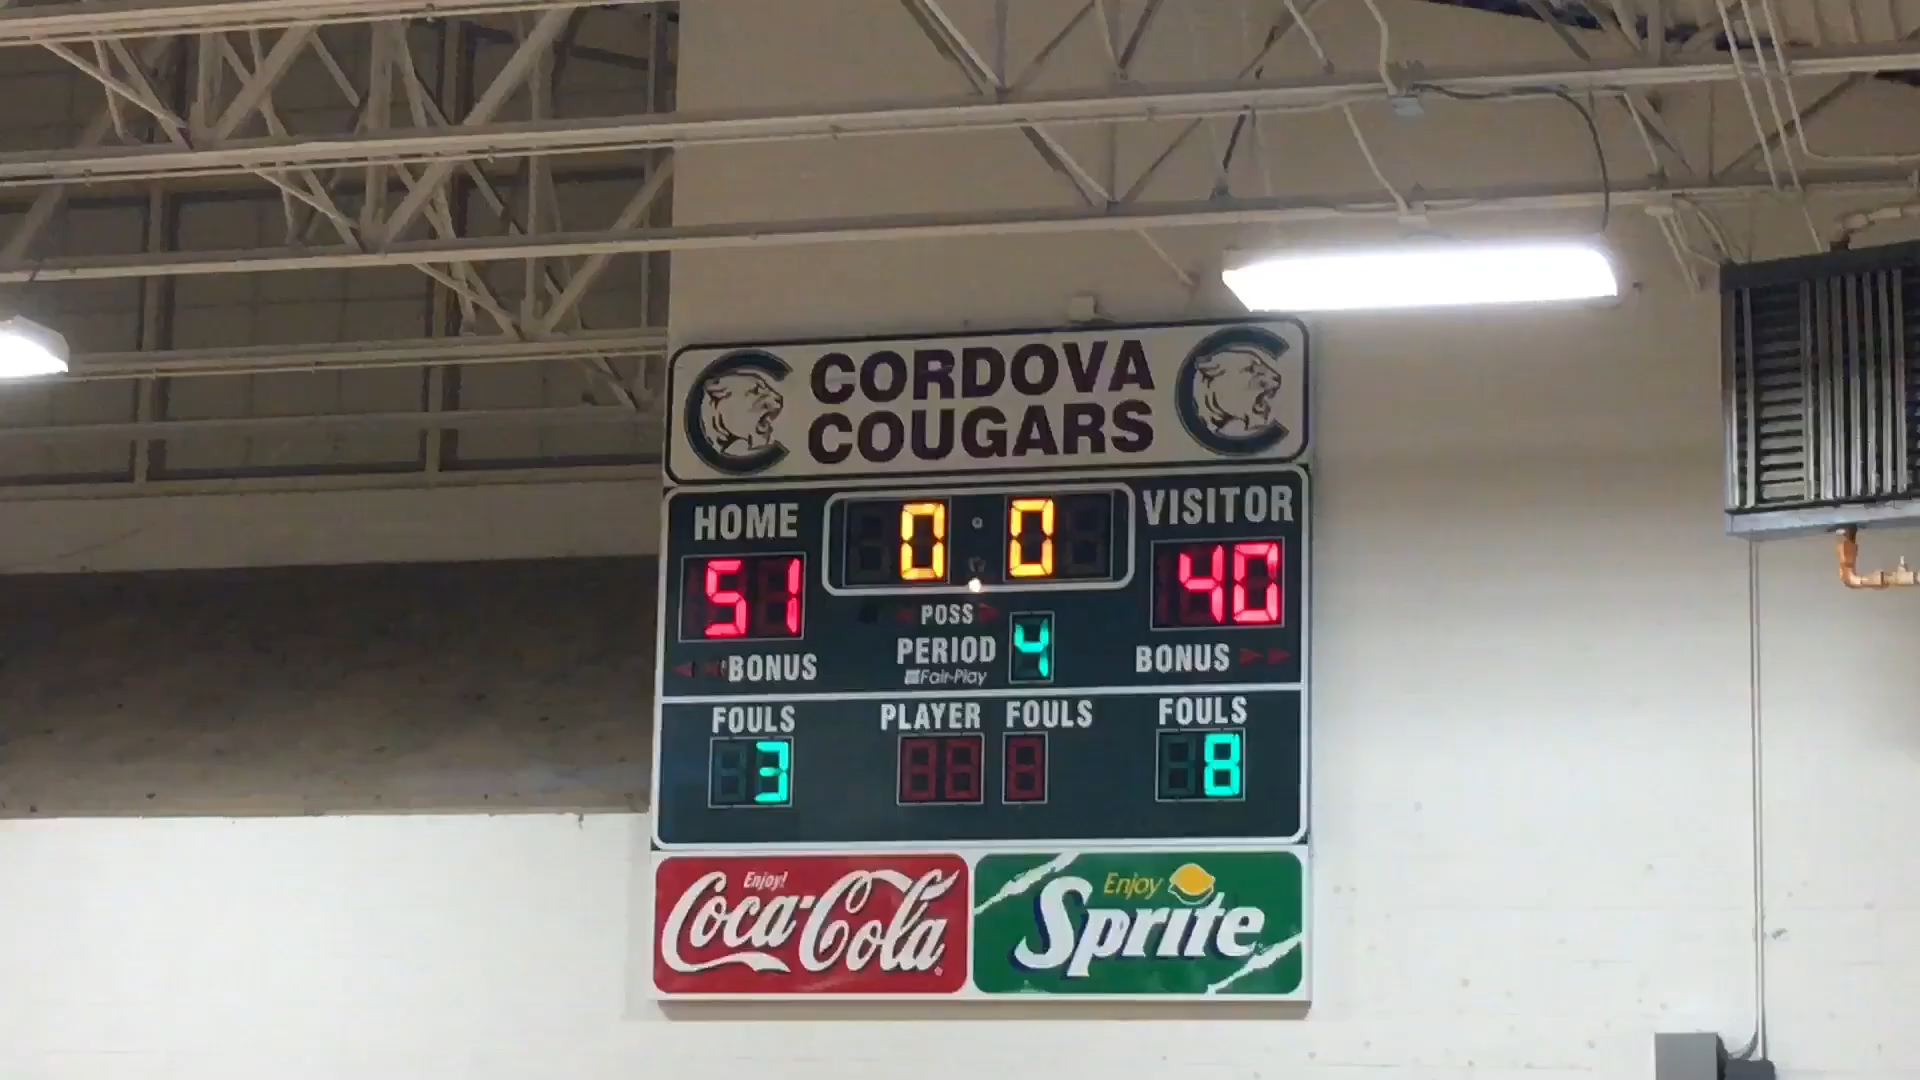 CORDOVA
COUGARS
HOME
0 0
VISITOR
51
40
POSS
PERIOD 4
Fair-Play
BONUS
BONUS
FOULS
PLAYER FOULS
FOULS
3
8
Enjoy!
Coca-Cola
Enjoy
Sprite